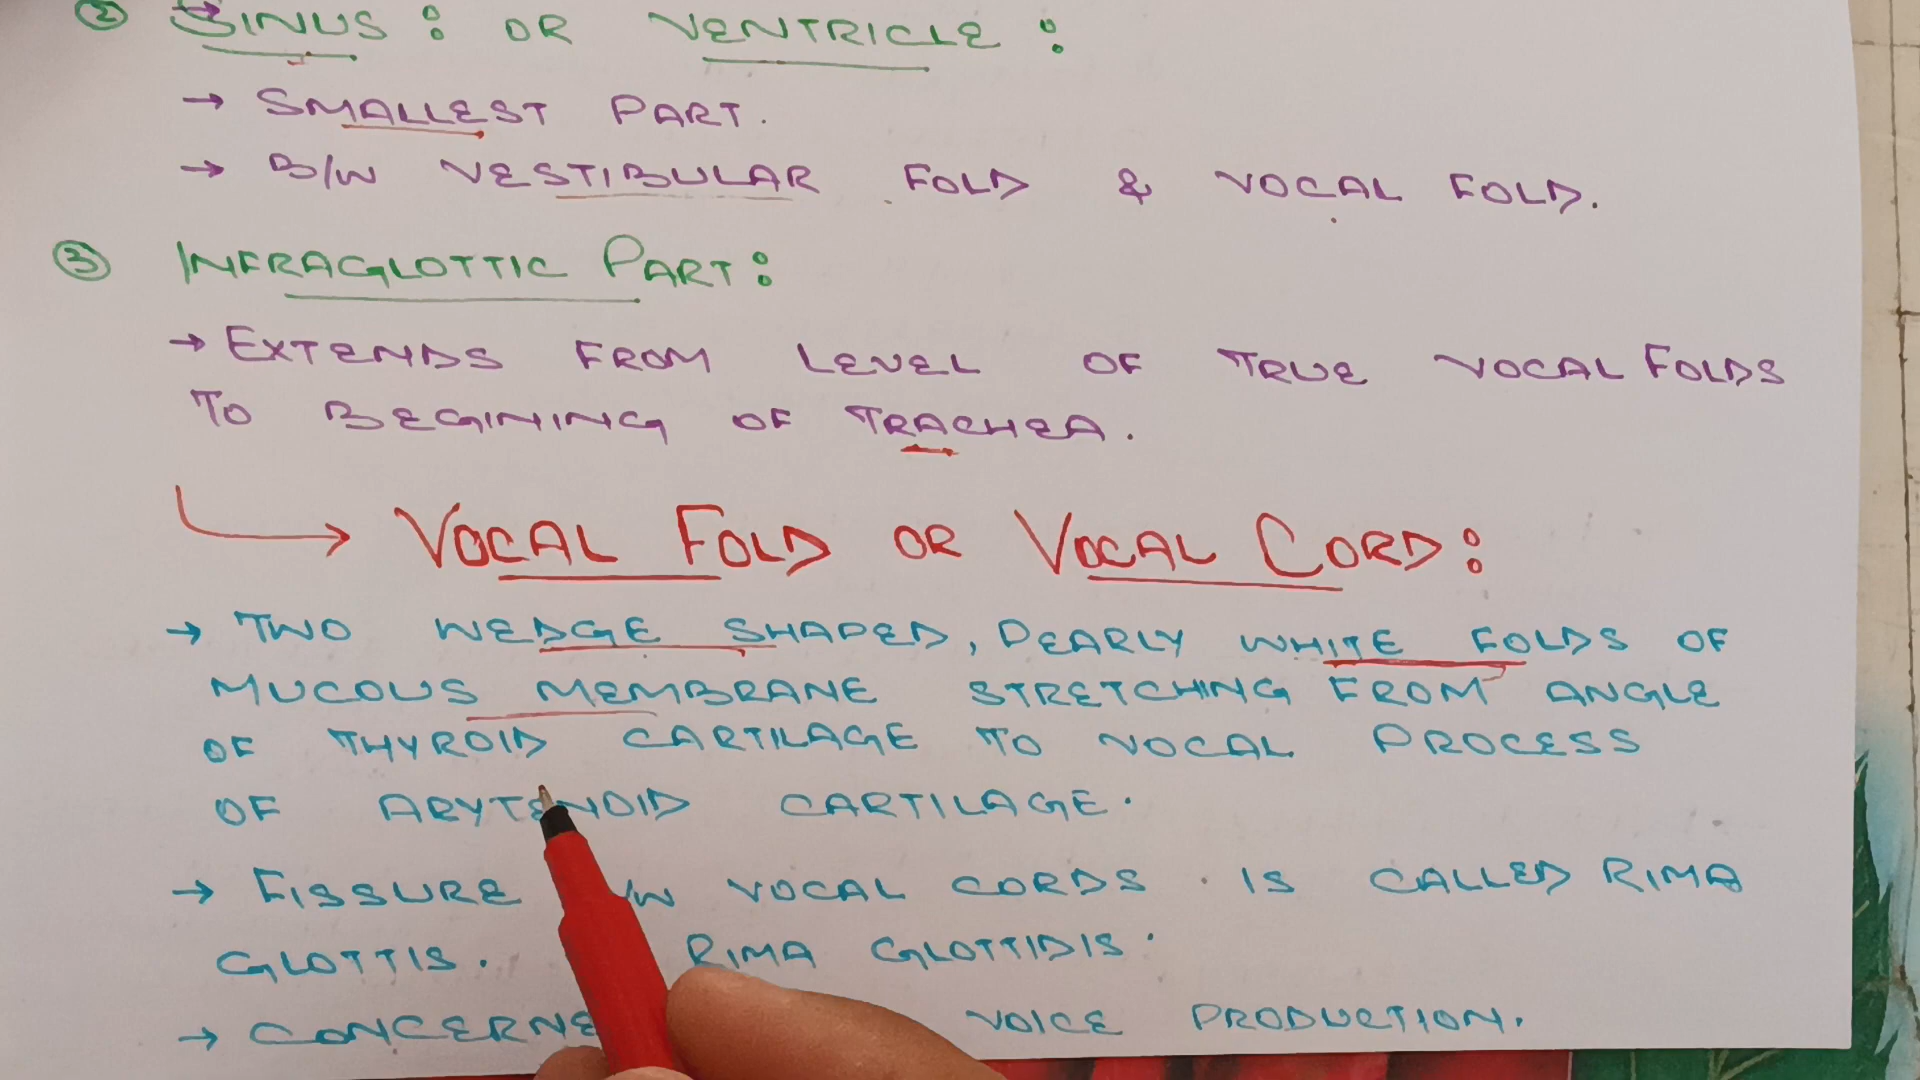 ② SINUS: OR VENTRICLE:
→ SMALLEST PART.
→ B/W VESTIBULAR FOLD & VOCAL FOLD.
③ INFRAGLOTTIC PART:
→ EXTENDS FROM LEVEL OF TRUE VOCAL FOLDS
TO BEGINING OF TRACHEA.
→ VOCAL FOLD OR VOCAL CORD:
→ TWO WEDGE SHAPED, PEARLY WHITE FOLDS OF
MUCOUS MEMBRANE STRETCHING FROM ANGLE
OF THYROID CARTILAGE TO VOCAL PROCESS
OF ARYTENOID CARTILAGE.
→ FISSURE /W VOCAL CORDS IS CALLED RIMA
GLOTTIS. RIMA GLOTTIDIS.
→ CONCERNE VOICE PRODUCTION.